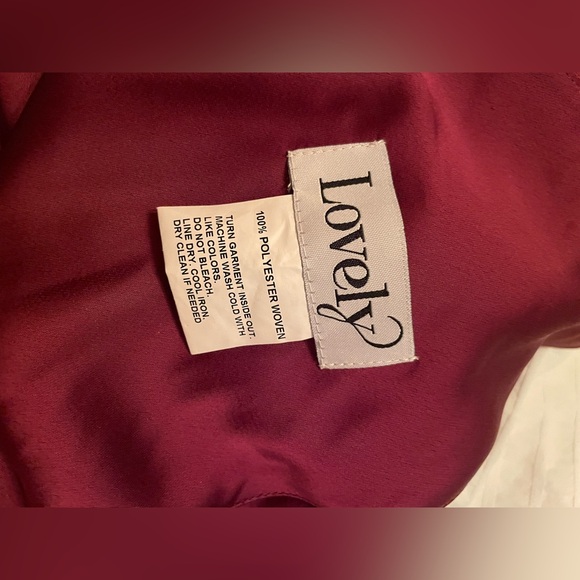 Lovely
100% POLYESTER WOVEN
TURN GARMENT INSIDE OUT.
MACHINE WASH COLD WITH
LIKE COLORS.
DO NOT BLEACH.
LINE DRY. COOL IRON.
DRY CLEAN IF NEEDED